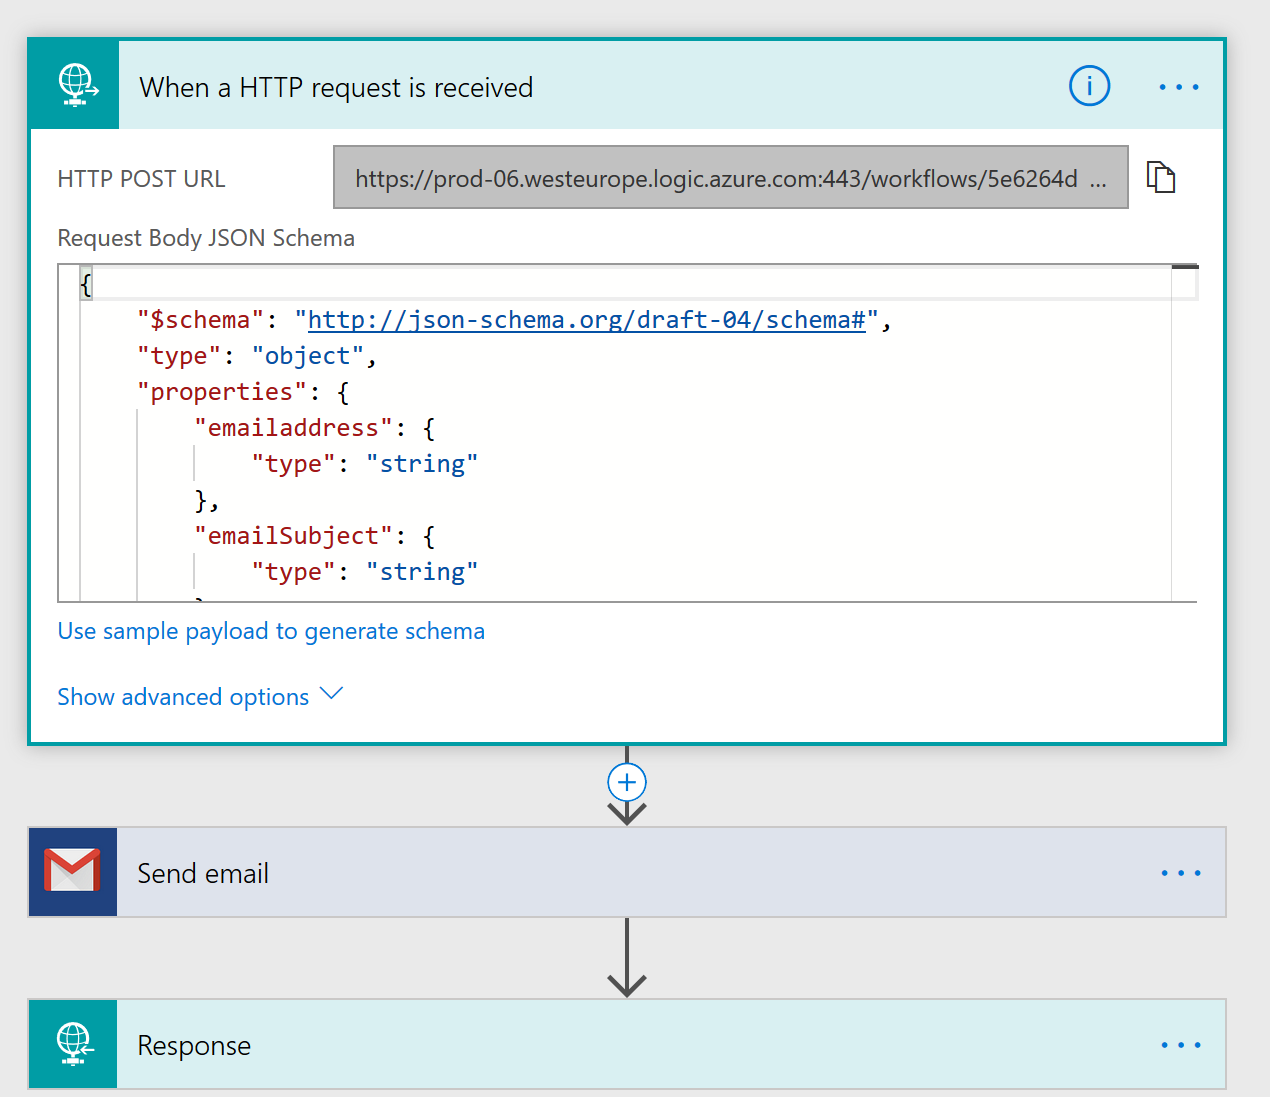 When a HTTP request is received
HTTP POST URL
https://prod-06.westeurope.logic.azure.com:443/workflows/5e6264d ...
Request Body JSON Schema
{
"$schema": "http://json-schema.org/draft-04/schema#",
"type": "object",
"properties": {
"emailaddress": {
"type": "string"
},
"emailSubject": {
"type": "string"
Use sample payload to generate schema
Show advanced options
Send email
Response